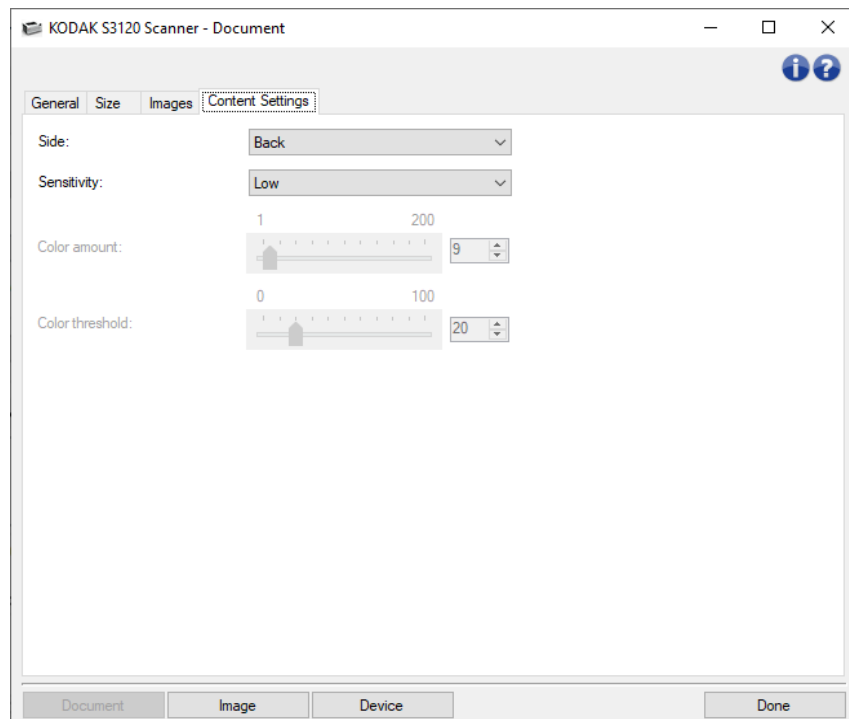 KODAK S3120 Scanner - Document
General Size Images Content Settings
Side: Back
Sensitivity: Low
1 200
Color amount: 9
0 100
Color threshold: 20
Document Image Device Done